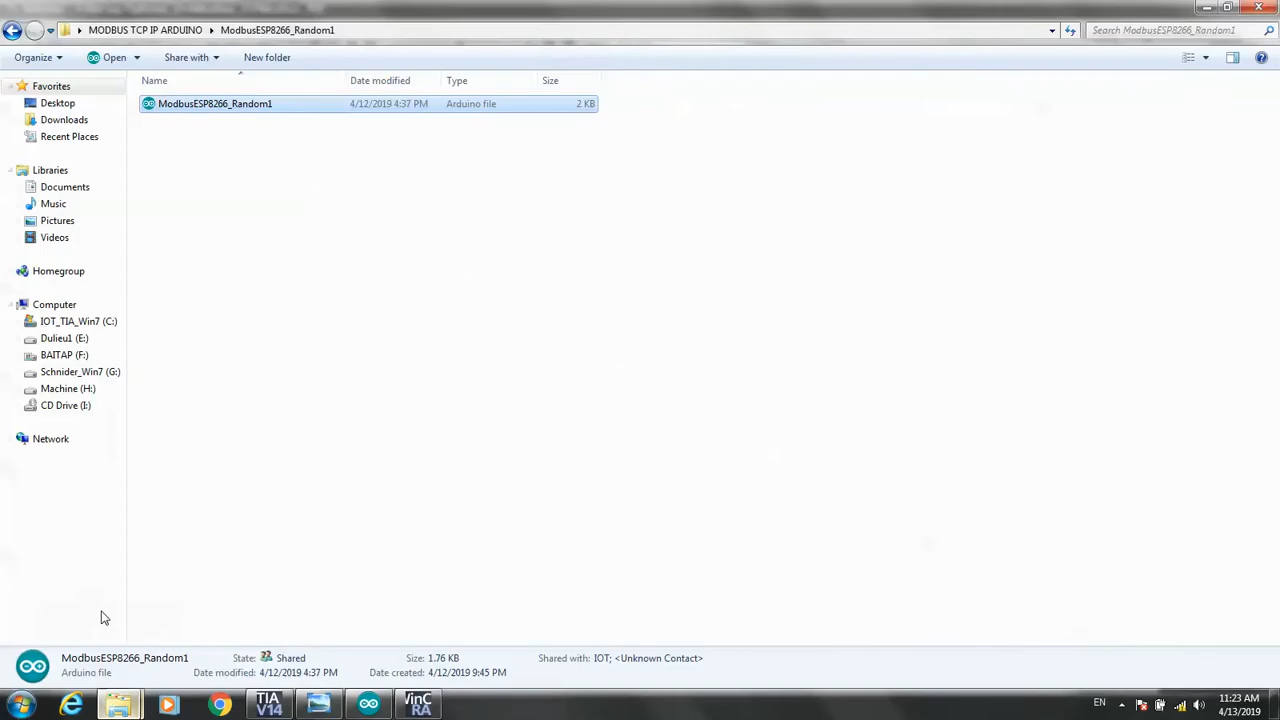 MODBUS TCP IP ARDUINO ModbusESP8266_Random1
Search ModbusESP8266_Random1
Organize Open Share with New folder
Name Date modified Type Size
ModbusESP8266_Random1 4/12/2019 4:37 PM Arduino file 2 KB
Favorites
Desktop
Downloads
Recent Places
Libraries
Documents
Music
Pictures
Videos
Homegroup
Computer
IOT_TIA_Win7 (C:)
Dulieu1 (E:)
BAITAP (F:)
Schnider_Win7 (G:)
Machine (H:)
CD Drive (I:)
Network
ModbusESP8266_Random1 State: Shared Size: 1.76 KB Shared with: IOT; <Unknown Contact>
Arduino file Date modified: 4/12/2019 4:37 PM Date created: 4/12/2019 9:45 PM
TIA
V14
WinC
RA
EN
11:23 AM
4/13/2019